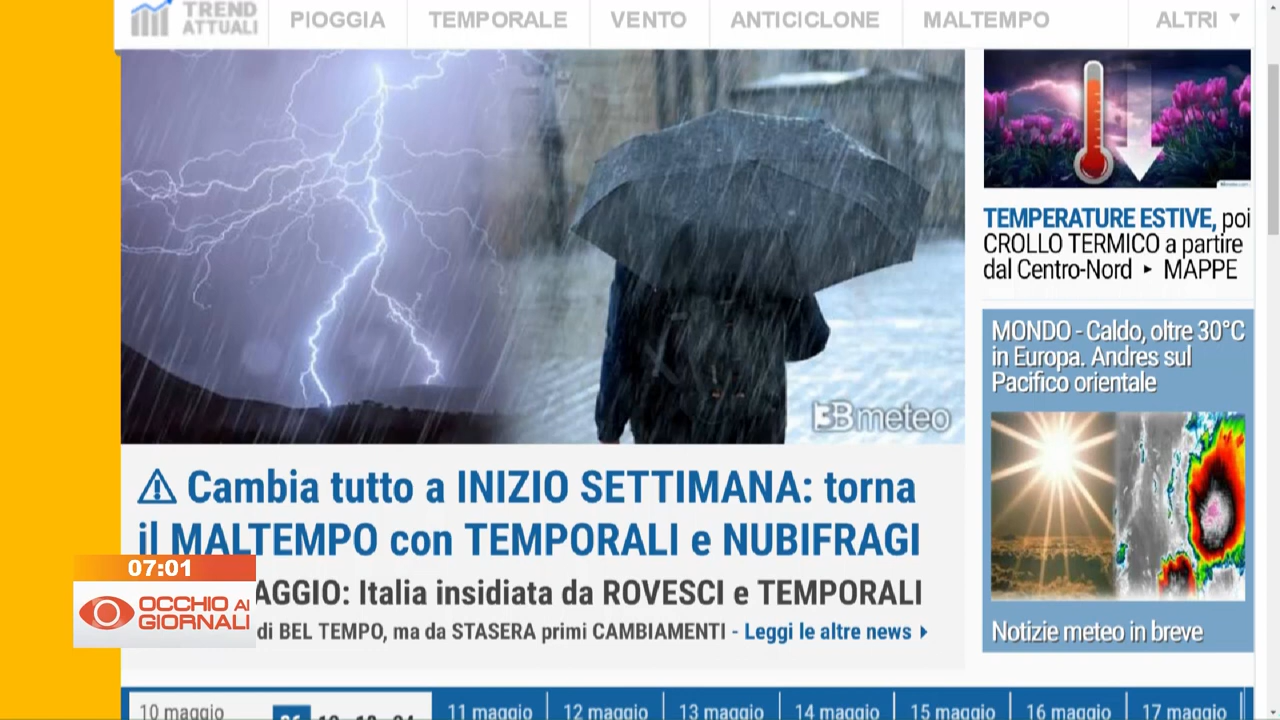 TREND
ATTUALI
PIOGGIA
TEMPORALE
VENTO
ANTICICLONE
MALTEMPO
ALTRI
3Bmeteo
⚠ Cambia tutto a INIZIO SETTIMANA: torna
il MALTEMPO con TEMPORALI e NUBIFRAGI
AGGIO: Italia insidiata da ROVESCI e TEMPORALI
di BEL TEMPO, ma da STASERA primi CAMBIAMENTI - Leggi le altre news
TEMPERATURE ESTIVE, poi
CROLLO TERMICO a partire
dal Centro-Nord ▸ MAPPE
MONDO - Caldo, oltre 30°C
in Europa. Andres sul
Pacifico orientale
Notizie meteo in breve
07:01
OCCHIO AI
GIORNALI
10 maggio
11 maggio
12 maggio
13 maggio
14 maggio
15 maggio
16 maggio
17 maggio